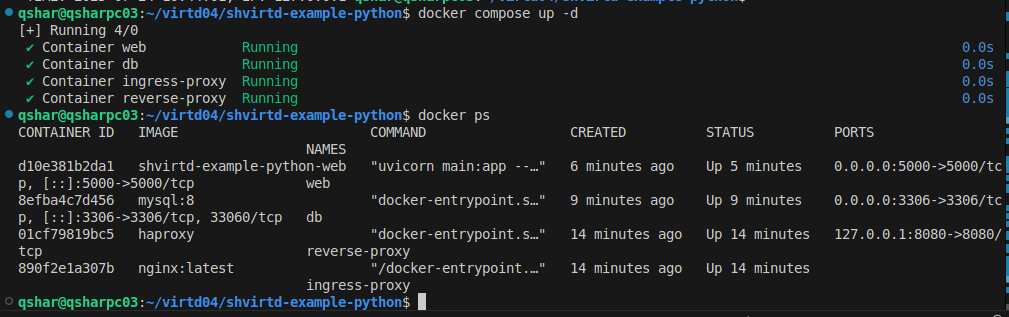 qshar@qsharpc03:~/virtd04/shvirtd-example-python$ docker compose up -d
[+] Running 4/0
✔ Container web Running 0.0s
✔ Container db Running 0.0s
✔ Container ingress-proxy Running 0.0s
✔ Container reverse-proxy Running 0.0s
qshar@qsharpc03:~/virtd04/shvirtd-example-python$ docker ps
CONTAINER ID IMAGE COMMAND CREATED STATUS PORTS
NAMES
d10e381b2da1 shvirtd-example-python-web "uvicorn main:app --…" 6 minutes ago Up 5 minutes 0.0.0.0:5000->5000/tc
p, [::]:5000->5000/tcp web
8efba4c7d456 mysql:8 "docker-entrypoint.s…" 9 minutes ago Up 9 minutes 0.0.0.0:3306->3306/tc
p, [::]:3306->3306/tcp, 33060/tcp db
01cf79819bc5 haproxy "docker-entrypoint.s…" 14 minutes ago Up 14 minutes 127.0.0.1:8080->8080/
tcp reverse-proxy
890f2e1a307b nginx:latest "/docker-entrypoint.…" 14 minutes ago Up 14 minutes
ingress-proxy
qshar@qsharpc03:~/virtd04/shvirtd-example-python$